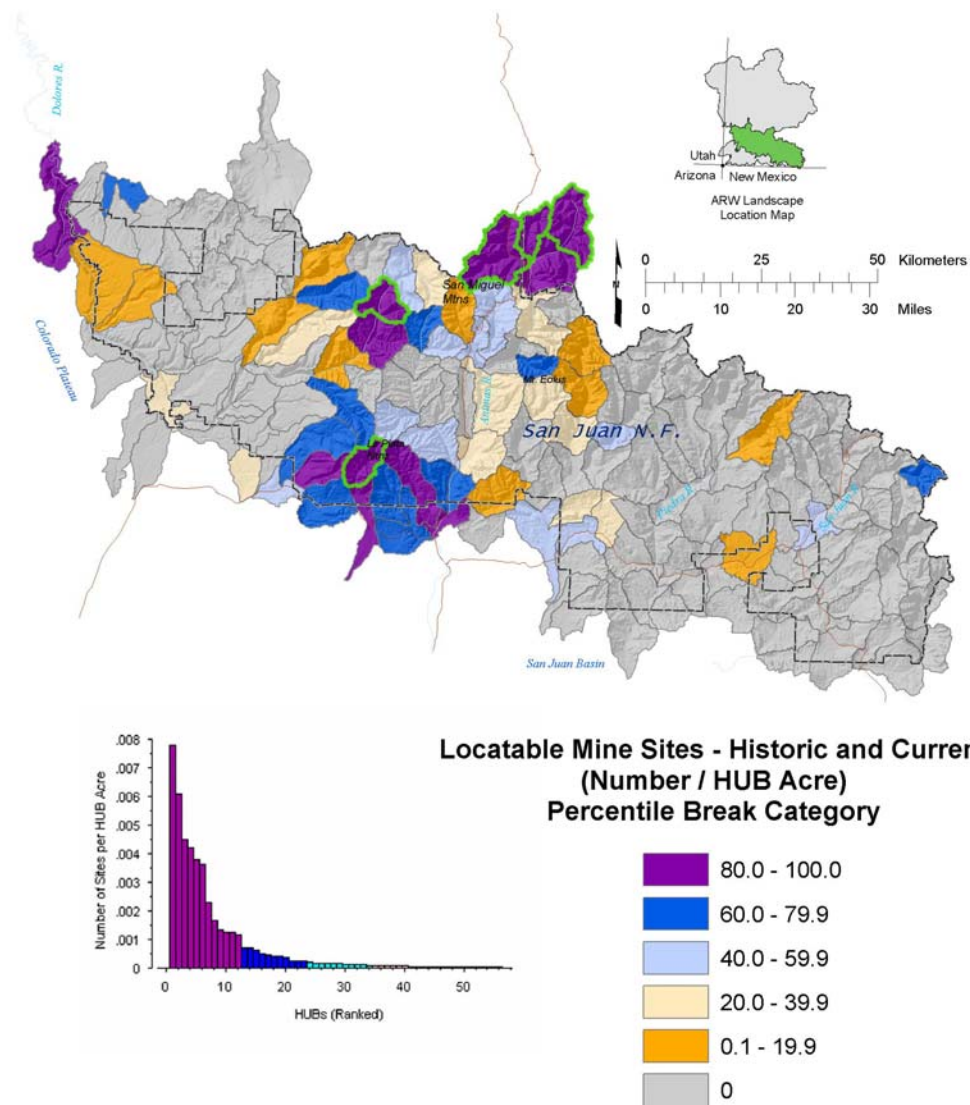 Dolores R.
Utah
Arizona
New Mexico
ARW Landscape
Location Map
San Miguel
Mtns
N
0 25 50 Kilometers
0 10 20 30 Miles
Colorado Plateau
Mt. Eolus
Animas R.
San Juan N.F.
Mtns
Piedra R.
San Juan R.
San Juan Basin
Locatable Mine Sites - Historic and Curren
(Number / HUB Acre)
Percentile Break Category
.008
.007
.006
.005
.004
.003
.002
.001
0
Number of Sites per HUB Acre
0 10 20 30 40 50
HUBs (Ranked)
80.0 - 100.0
60.0 - 79.9
40.0 - 59.9
20.0 - 39.9
0.1 - 19.9
0